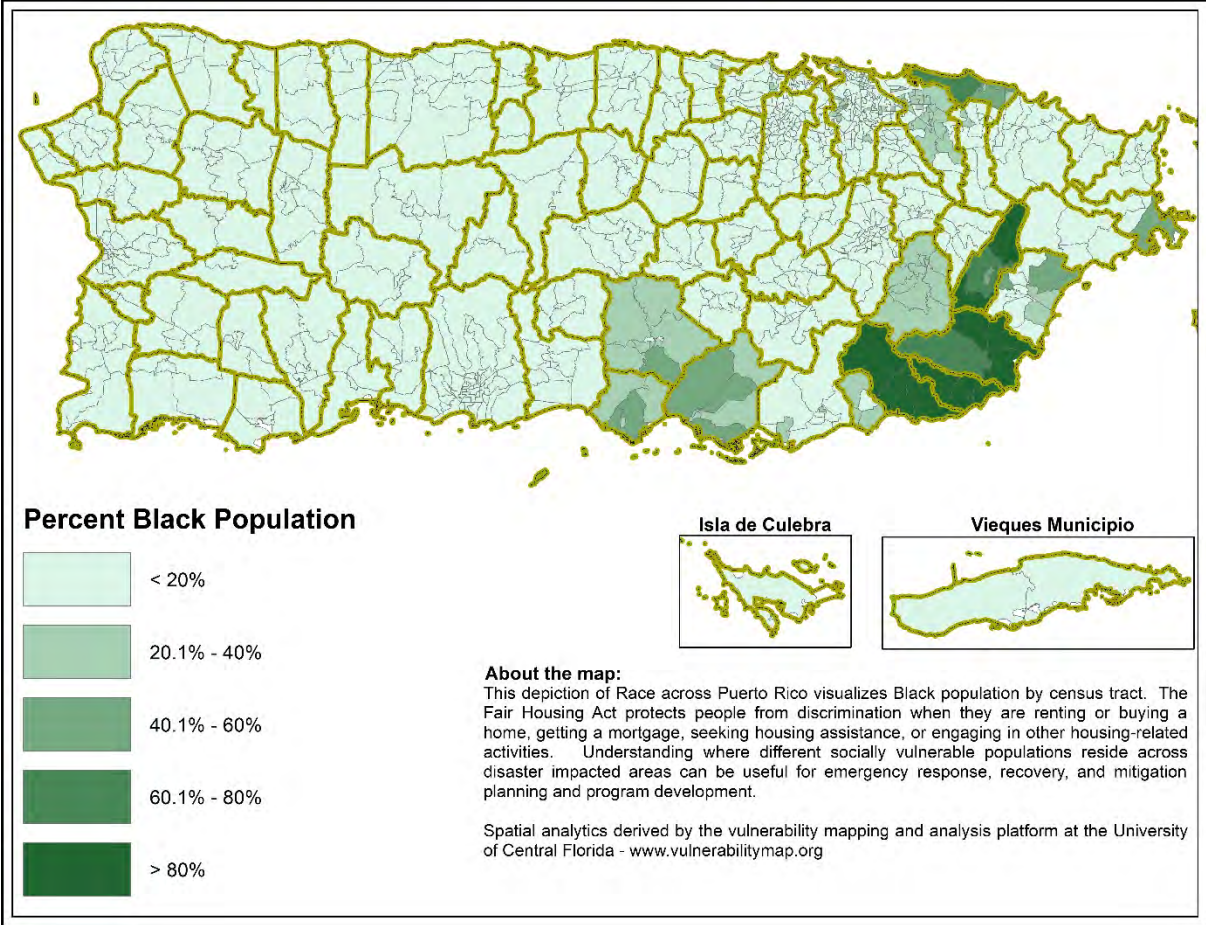 Percent Black Population
< 20%
20.1% - 40%
40.1% - 60%
60.1% - 80%
> 80%
Isla de Culebra
Vieques Municipio
About the map:
This depiction of Race across Puerto Rico visualizes Black population by census tract. The
Fair Housing Act protects people from discrimination when they are renting or buying a
home, getting a mortgage, seeking housing assistance, or engaging in other housing-related
activities. Understanding where different socially vulnerable populations reside across
disaster impacted areas can be useful for emergency response, recovery, and mitigation
planning and program development.
Spatial analytics derived by the vulnerability mapping and analysis platform at the University
of Central Florida - www.vulnerabilitymap.org